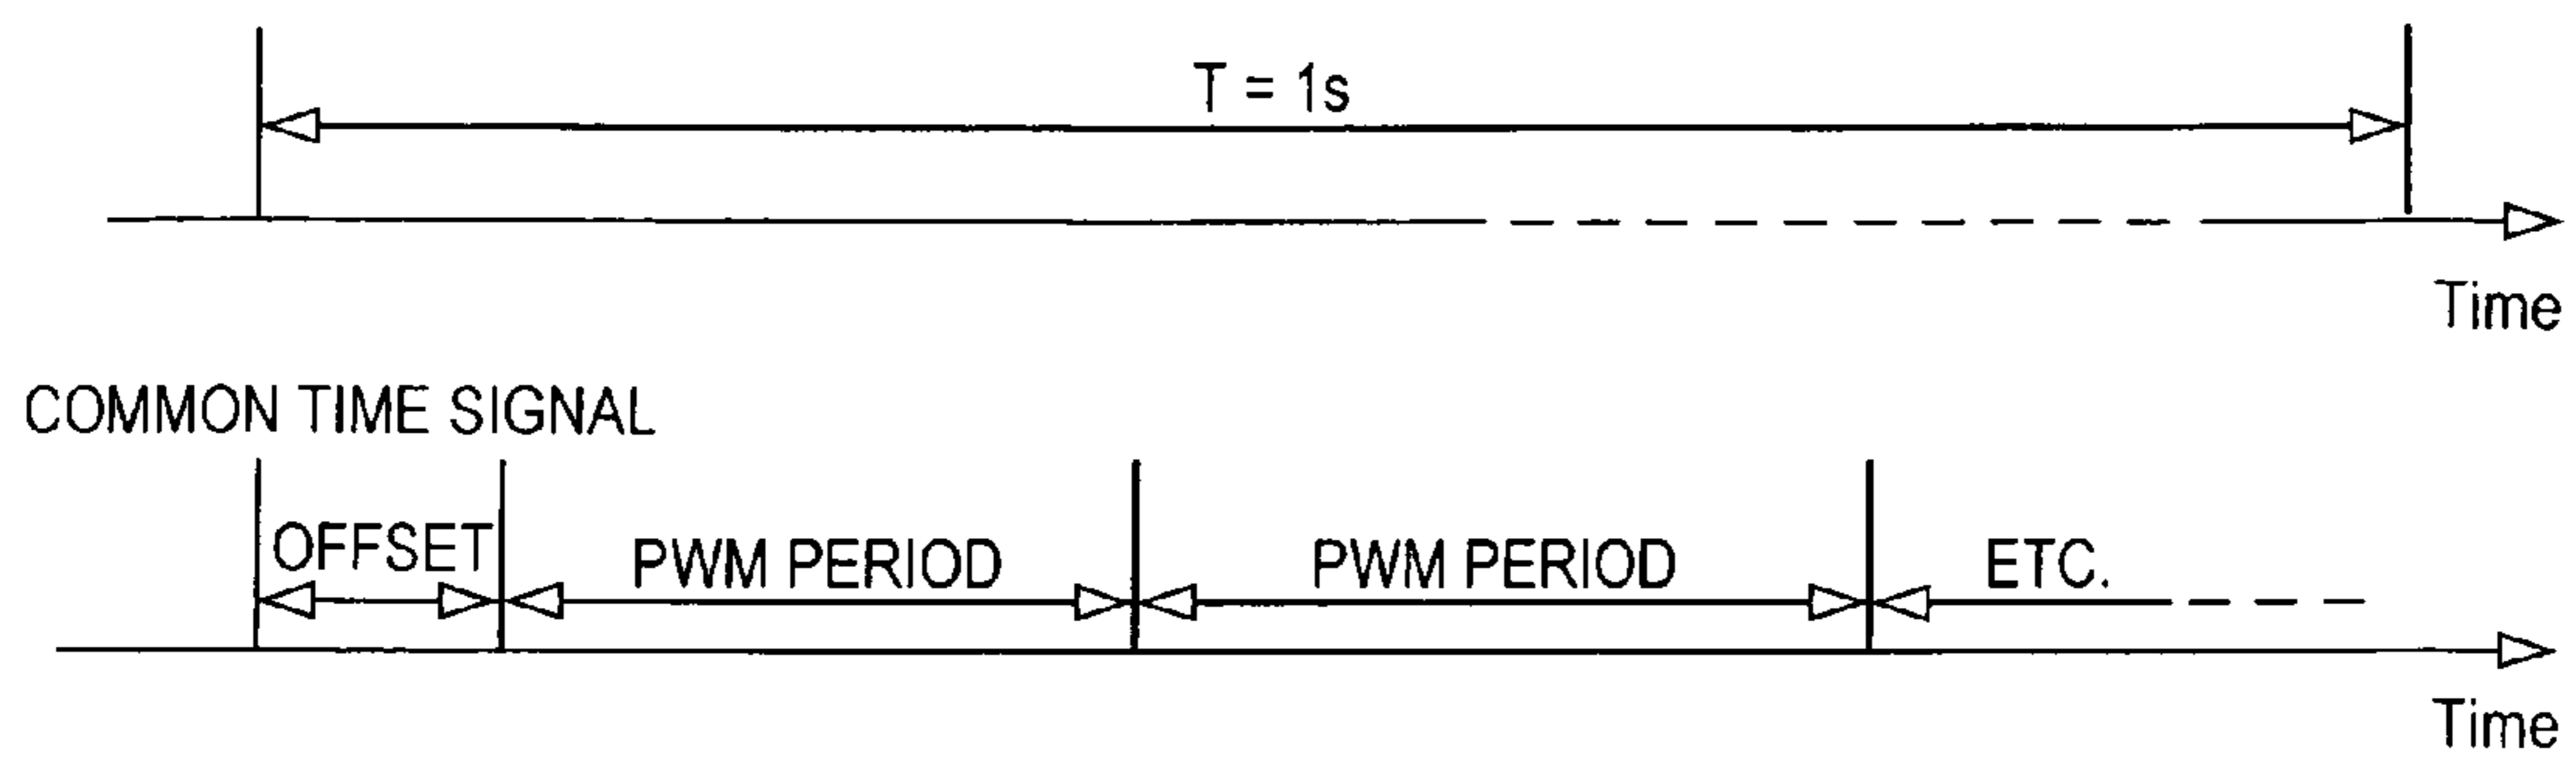 T = 1s
Time
COMMON TIME SIGNAL
OFFSET
PWM PERIOD
PWM PERIOD
ETC.
Time